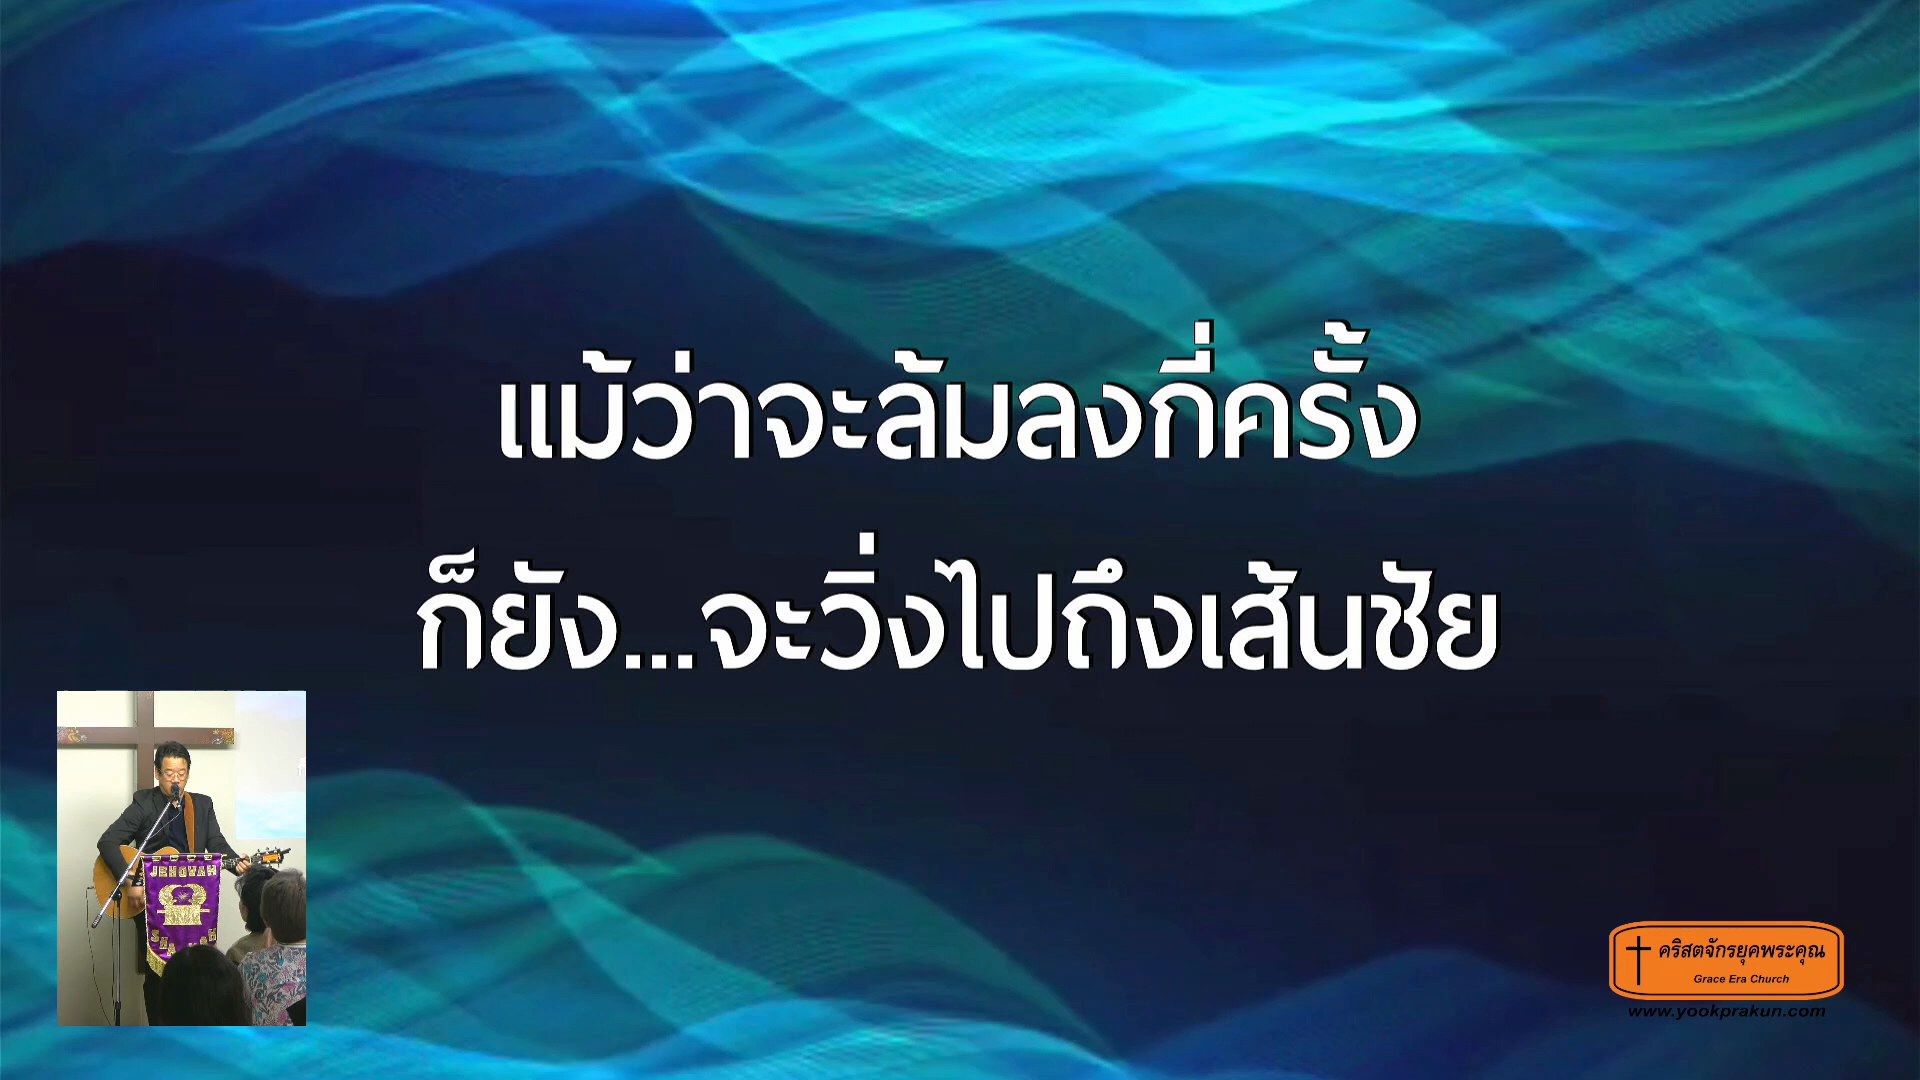 แม้ว่าจะล้มลงกี่ครั้ง
ก็ยัง...จะวิ่งไปถึงเส้นชัย
JEHOVAH
คริสตจักรยุคพระคุณ
Grace Era Church
www.yookprakun.com